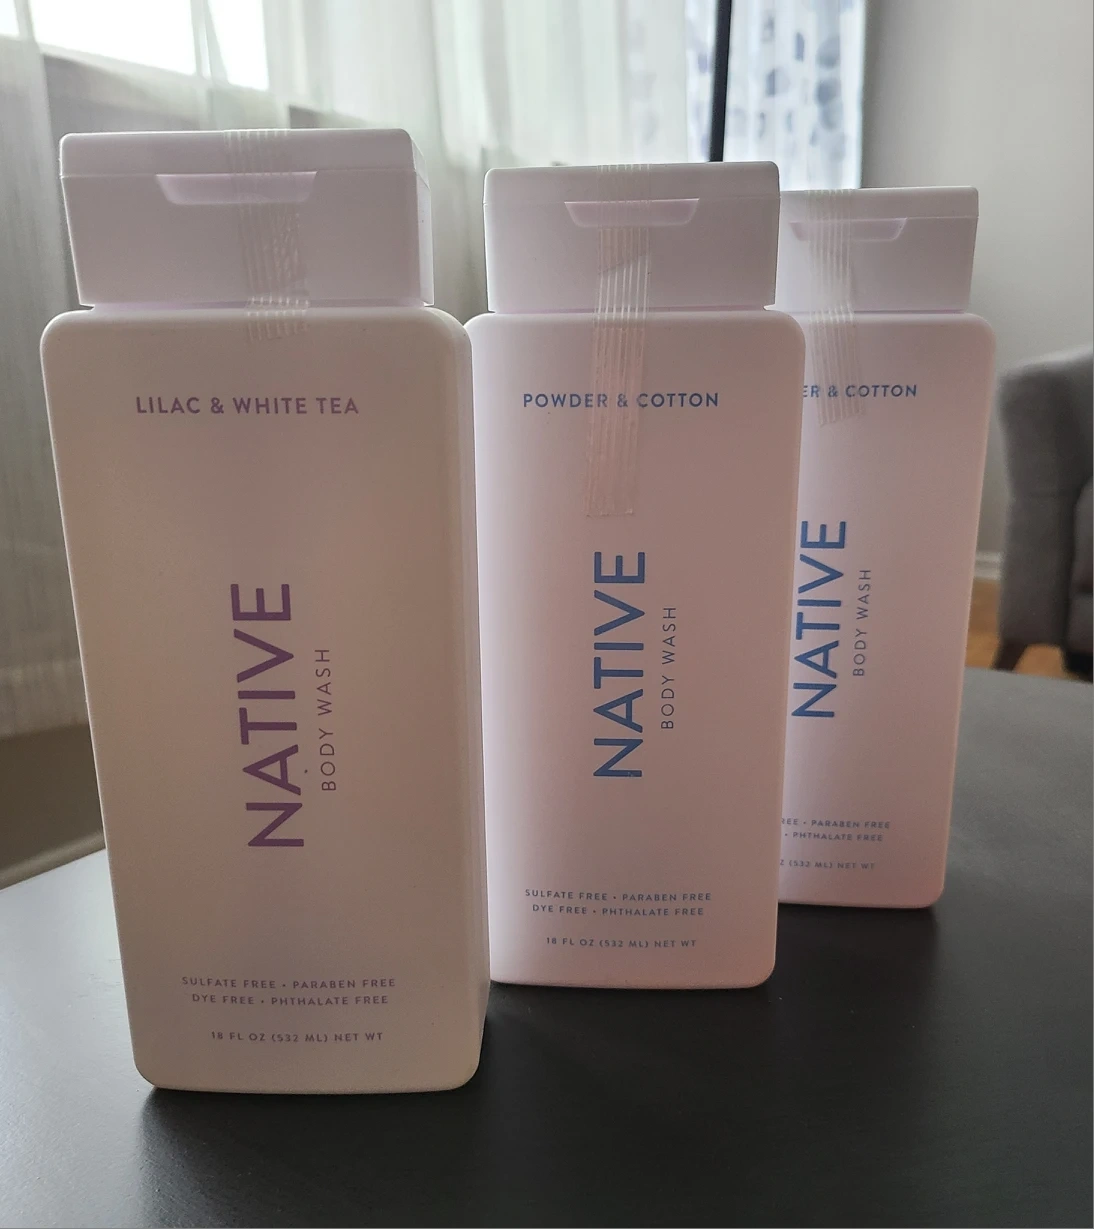 LILAC & WHITE TEA
NATIVE
BODY WASH
SULFATE FREE • PARABEN FREE
DYE FREE • PHTHALATE FREE
18 FL OZ (532 ML) NET WT
POWDER & COTTON
NATIVE
BODY WASH
SULFATE FREE • PARABEN FREE
DYE FREE • PHTHALATE FREE
18 FL OZ (532 ML) NET WT
& COTTON
NATIVE
BODY WASH
• PARABEN FREE
• PHTHALATE FREE
(532 ML) NET WT